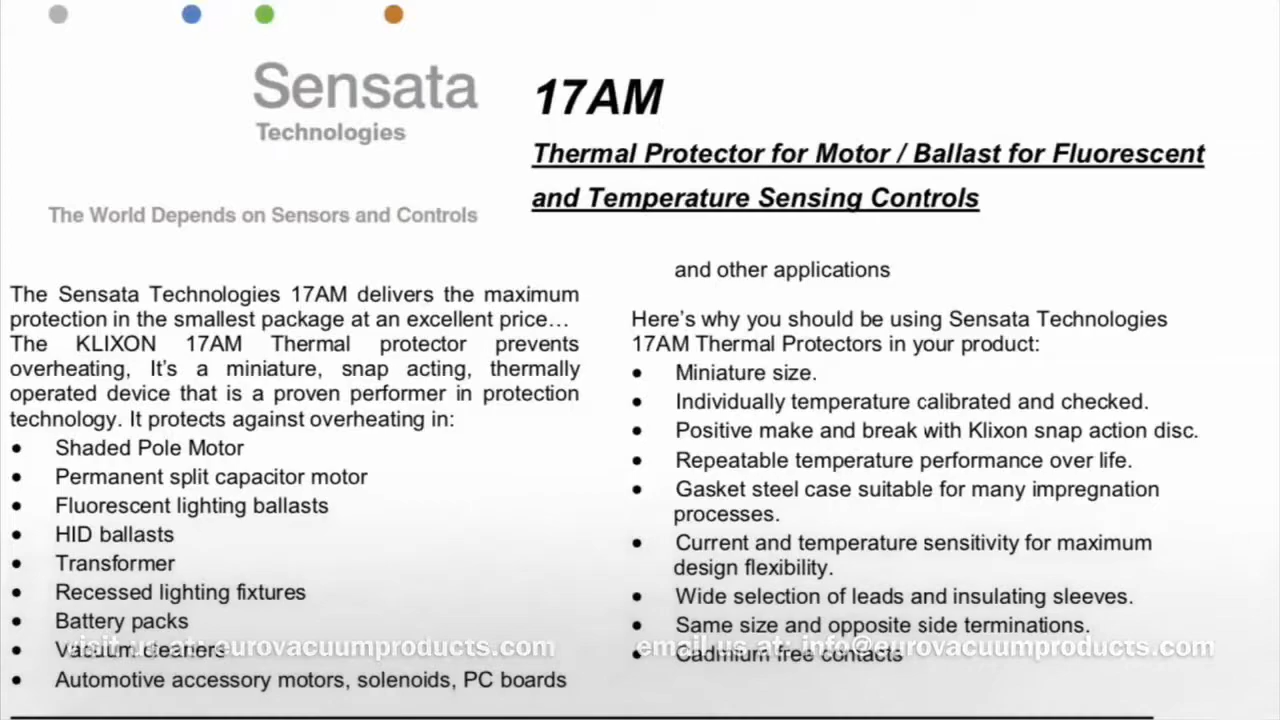 Sensata
Technologies
The World Depends on Sensors and Controls
17AM
Thermal Protector for Motor / Ballast for Fluorescent
and Temperature Sensing Controls
The Sensata Technologies 17AM delivers the maximum
protection in the smallest package at an excellent price…
The KLIXON 17AM Thermal protector prevents
overheating, It's a miniature, snap acting, thermally
operated device that is a proven performer in protection
technology. It protects against overheating in:
• Shaded Pole Motor
• Permanent split capacitor motor
• Fluorescent lighting ballasts
• HID ballasts
• Transformer
• Recessed lighting fixtures
• Battery packs
• Vacuum cleaners
• Automotive accessory motors, solenoids, PC boards
and other applications
Here's why you should be using Sensata Technologies
17AM Thermal Protectors in your product:
• Miniature size.
• Individually temperature calibrated and checked.
• Positive make and break with Klixon snap action disc.
• Repeatable temperature performance over life.
• Gasket steel case suitable for many impregnation
processes.
• Current and temperature sensitivity for maximum
design flexibility.
• Wide selection of leads and insulating sleeves.
• Same size and opposite side terminations.
• Cadmium free contacts
visit us at: eurovacuumproducts.com
email us at: info@eurovacuumproducts.com